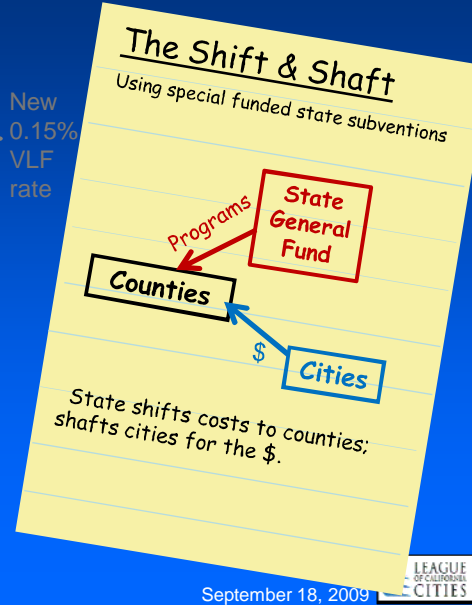 The Shift & Shaft
Using special funded state subventions
New
0.15%
VLF
rate
State
General
Fund
Programs
Counties
$
Cities
State shifts costs to counties;
shafts cities for the $.
September 18, 2009
LEAGUE
OF CALIFORNIA
CITIES